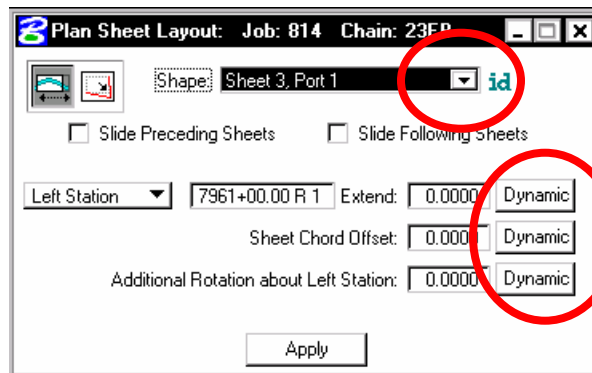 Plan Sheet Layout: Job: 814 Chain: 23EB
Shape: Sheet 3, Port 1 id
Slide Preceding Sheets Slide Following Sheets
Left Station 7961+00.00 R 1 Extend: 0.0000 Dynamic
Sheet Chord Offset: 0.0000 Dynamic
Additional Rotation about Left Station: 0.0000 Dynamic
Apply